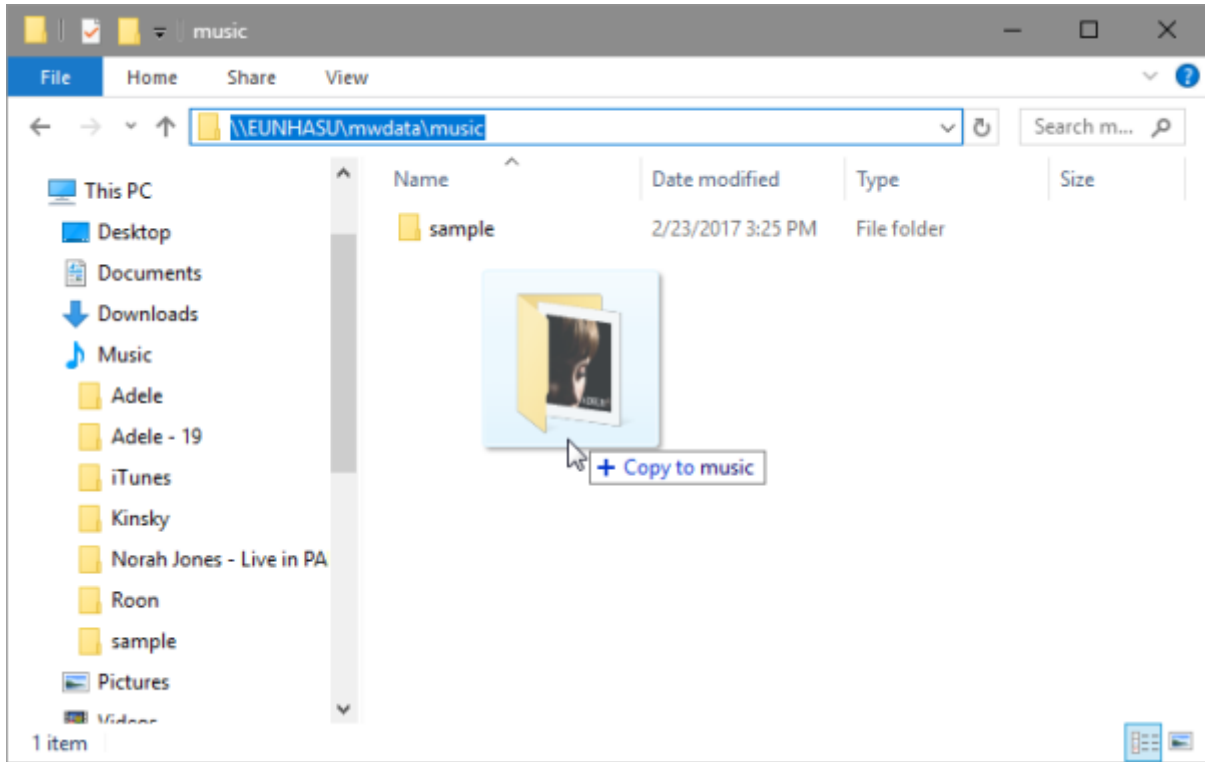 music
File Home Share View
\\EUNHASU\mwdata\music
Search m...
Name Date modified Type Size
sample 2/23/2017 3:25 PM File folder
This PC
Desktop
Documents
Downloads
Music
Adele
Adele - 19
iTunes
Kinsky
Norah Jones - Live in PA
Roon
sample
Pictures
Videos
+ Copy to music
1 item